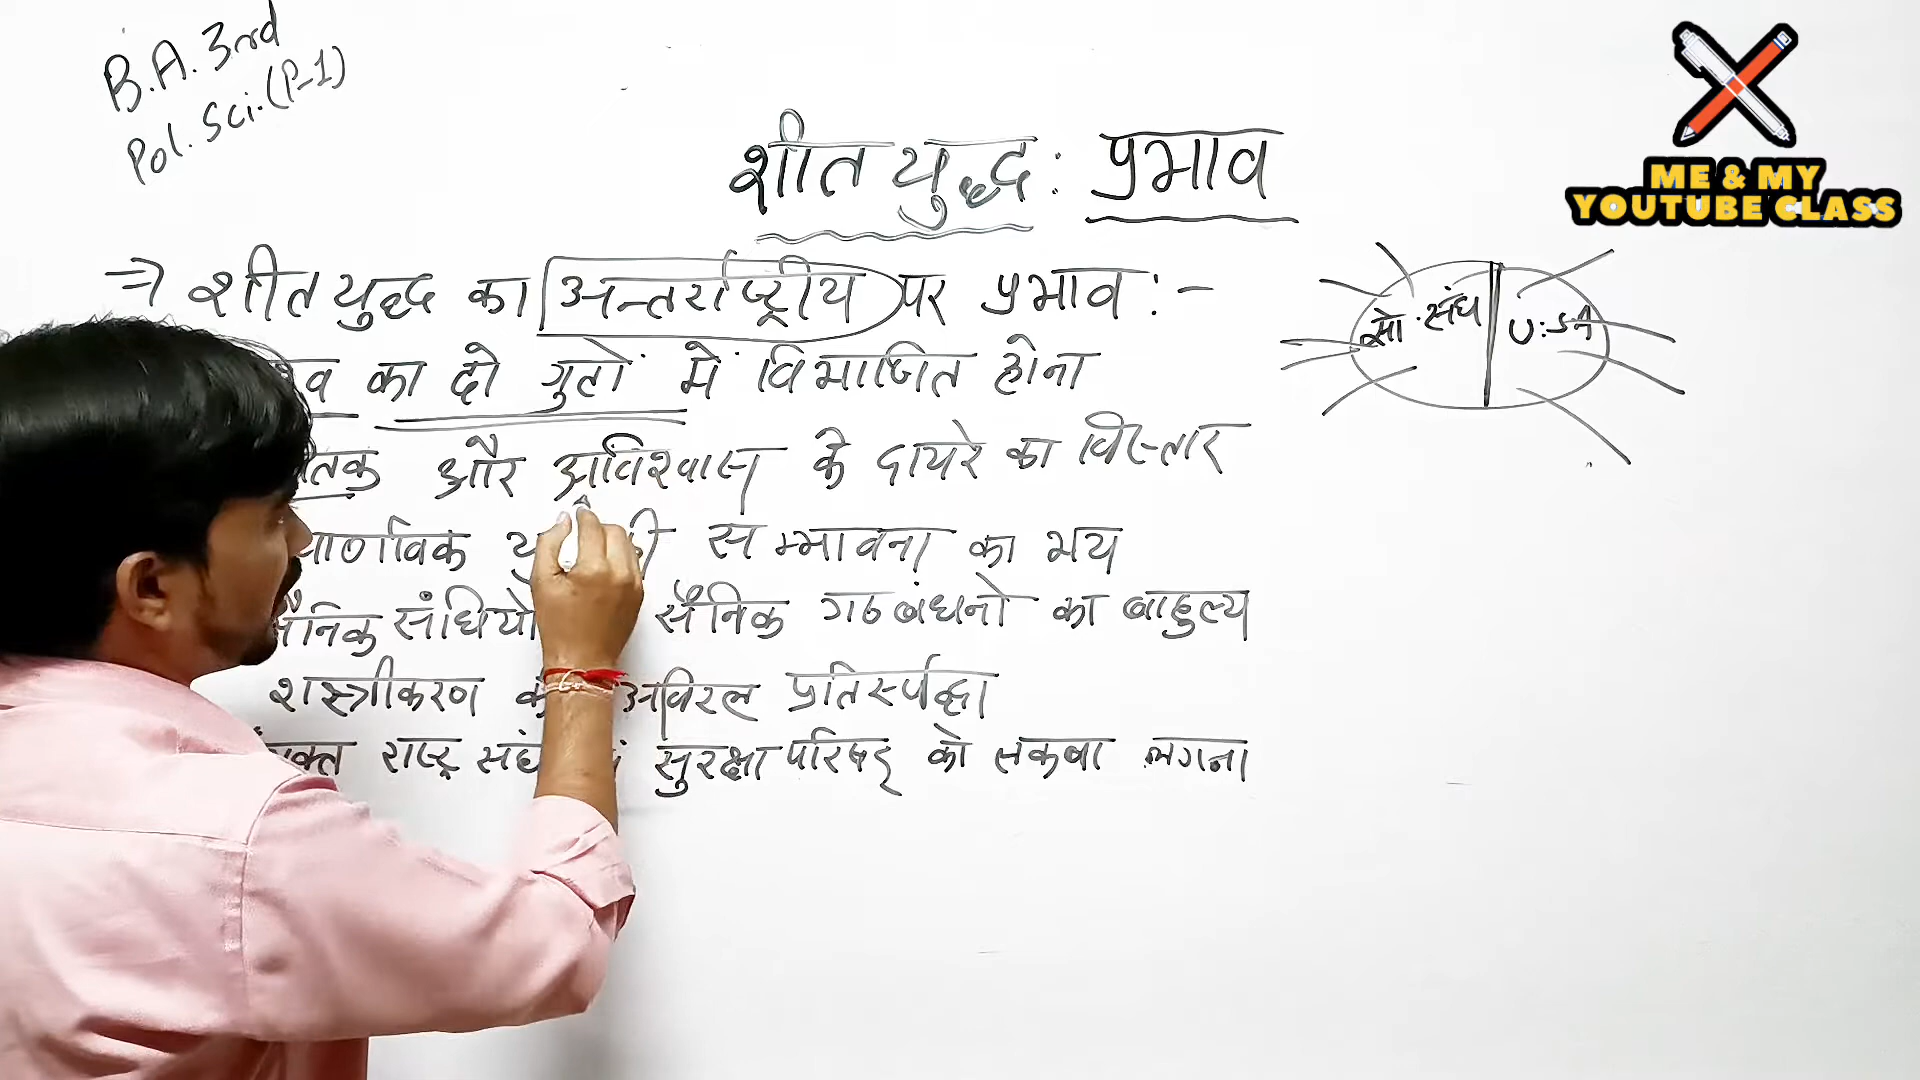 B.A. 3rd
Pol. Sci. (P-1)
ME & MY
YOUTUBE CLASS
शीत युद्ध : प्रभाव
⇒ शीत युद्ध का अन्तर्राष्ट्रीय पर प्रभाव :-
सो. संघ
U.S.A
व का दो गुटों में विभाजित होना
तक और अविश्वास के दायरे का विस्तार
की सम्भावना का भय
सैनिक संधियो सैनिक गठबंधनो का बाहुल्य
शस्त्रीकरण अविरल प्रतिस्पर्द्धा
राष्ट्र सुरक्षा परिषद् को लकवा लगना